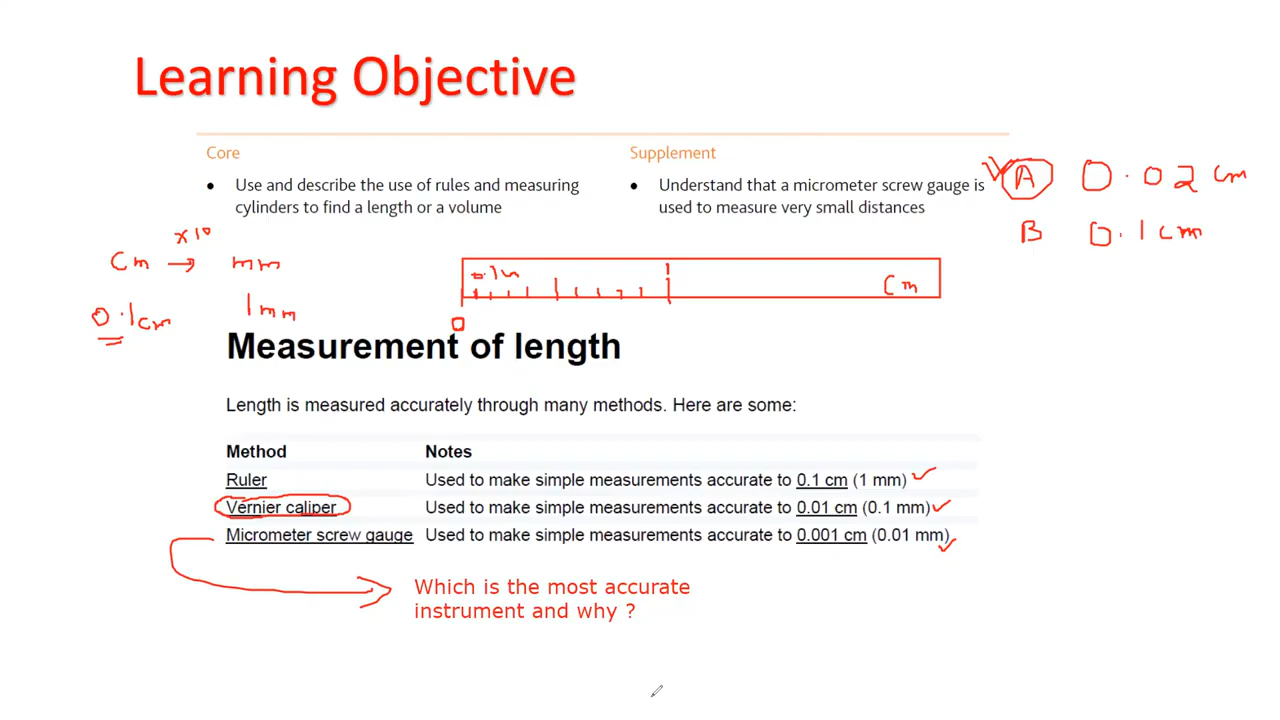 Learning Objective
Core
Supplement
• Use and describe the use of rules and measuring
cylinders to find a length or a volume
• Understand that a micrometer screw gauge is
used to measure very small distances
A 0.02 cm
B 0.1 cm
x10
cm → mm
0.1cm 1mm
1
cm
0
Measurement of length
Length is measured accurately through many methods. Here are some:
Method Notes
Ruler Used to make simple measurements accurate to 0.1 cm (1 mm)
Vernier caliper Used to make simple measurements accurate to 0.01 cm (0.1 mm)
Micrometer screw gauge Used to make simple measurements accurate to 0.001 cm (0.01 mm)
Which is the most accurate
instrument and why ?